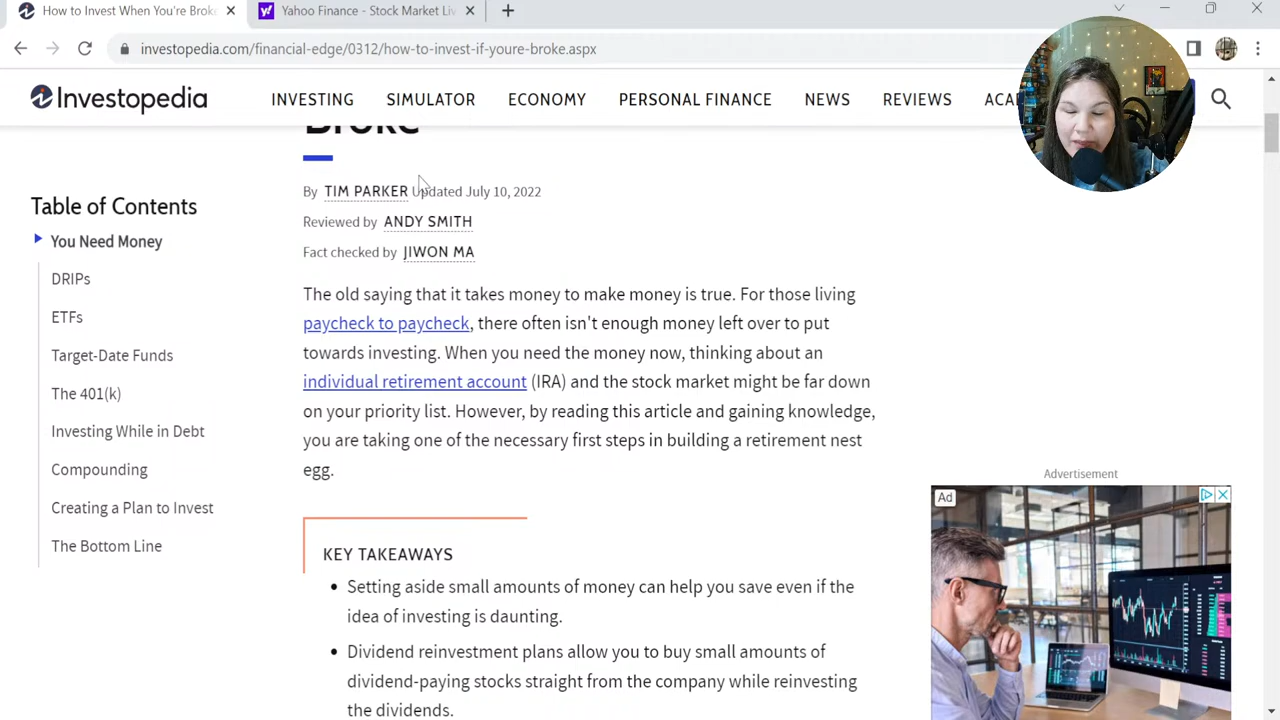 How to Invest When You're Broke
Yahoo Finance - Stock Market Liv
investopedia.com/financial-edge/0312/how-to-invest-if-youre-broke.aspx
Investopedia
INVESTING
SIMULATOR
ECONOMY
PERSONAL FINANCE
NEWS
REVIEWS
ACA
Broke
By TIM PARKER Updated July 10, 2022
Reviewed by ANDY SMITH
Fact checked by JIWON MA
Table of Contents
You Need Money
DRIPs
ETFs
Target-Date Funds
The 401(k)
Investing While in Debt
Compounding
Creating a Plan to Invest
The Bottom Line
The old saying that it takes money to make money is true. For those living
paycheck to paycheck, there often isn't enough money left over to put
towards investing. When you need the money now, thinking about an
individual retirement account (IRA) and the stock market might be far down
on your priority list. However, by reading this article and gaining knowledge,
you are taking one of the necessary first steps in building a retirement nest
egg.
KEY TAKEAWAYS
• Setting aside small amounts of money can help you save even if the
idea of investing is daunting.
• Dividend reinvestment plans allow you to buy small amounts of
dividend-paying stocks straight from the company while reinvesting
the dividends.
Advertisement
Ad